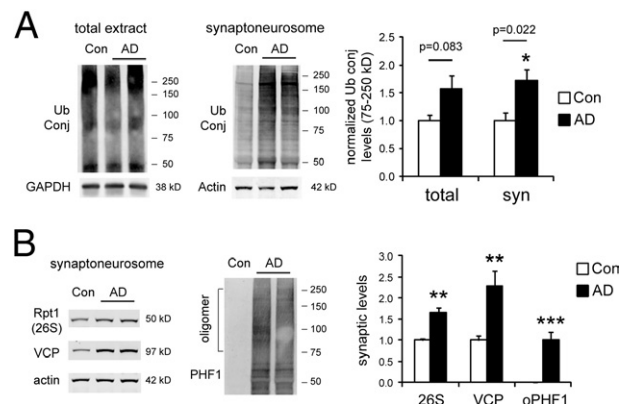 A
total extract
Con AD
Ub
Conj
250
150
100
75
50
GAPDH
38 kD
synaptoneurosome
Con AD
Ub
Conj
250
150
100
75
50
Actin
42 kD
normalized Ub conj
levels (75-250 kD)
2.5
2.0
1.5
1.0
0.5
0.0
p=0.083
p=0.022
*
total
syn
Con
AD
B
synaptoneurosome
Con AD
Rpt1
(26S)
50 kD
VCP
97 kD
actin
42 kD
Con AD
oligomer
PHF1
250
150
100
75
50
synaptic levels
3.0
2.5
2.0
1.5
1.0
0.5
0.0
**
**
***
26S
VCP
oPHF1
Con
AD